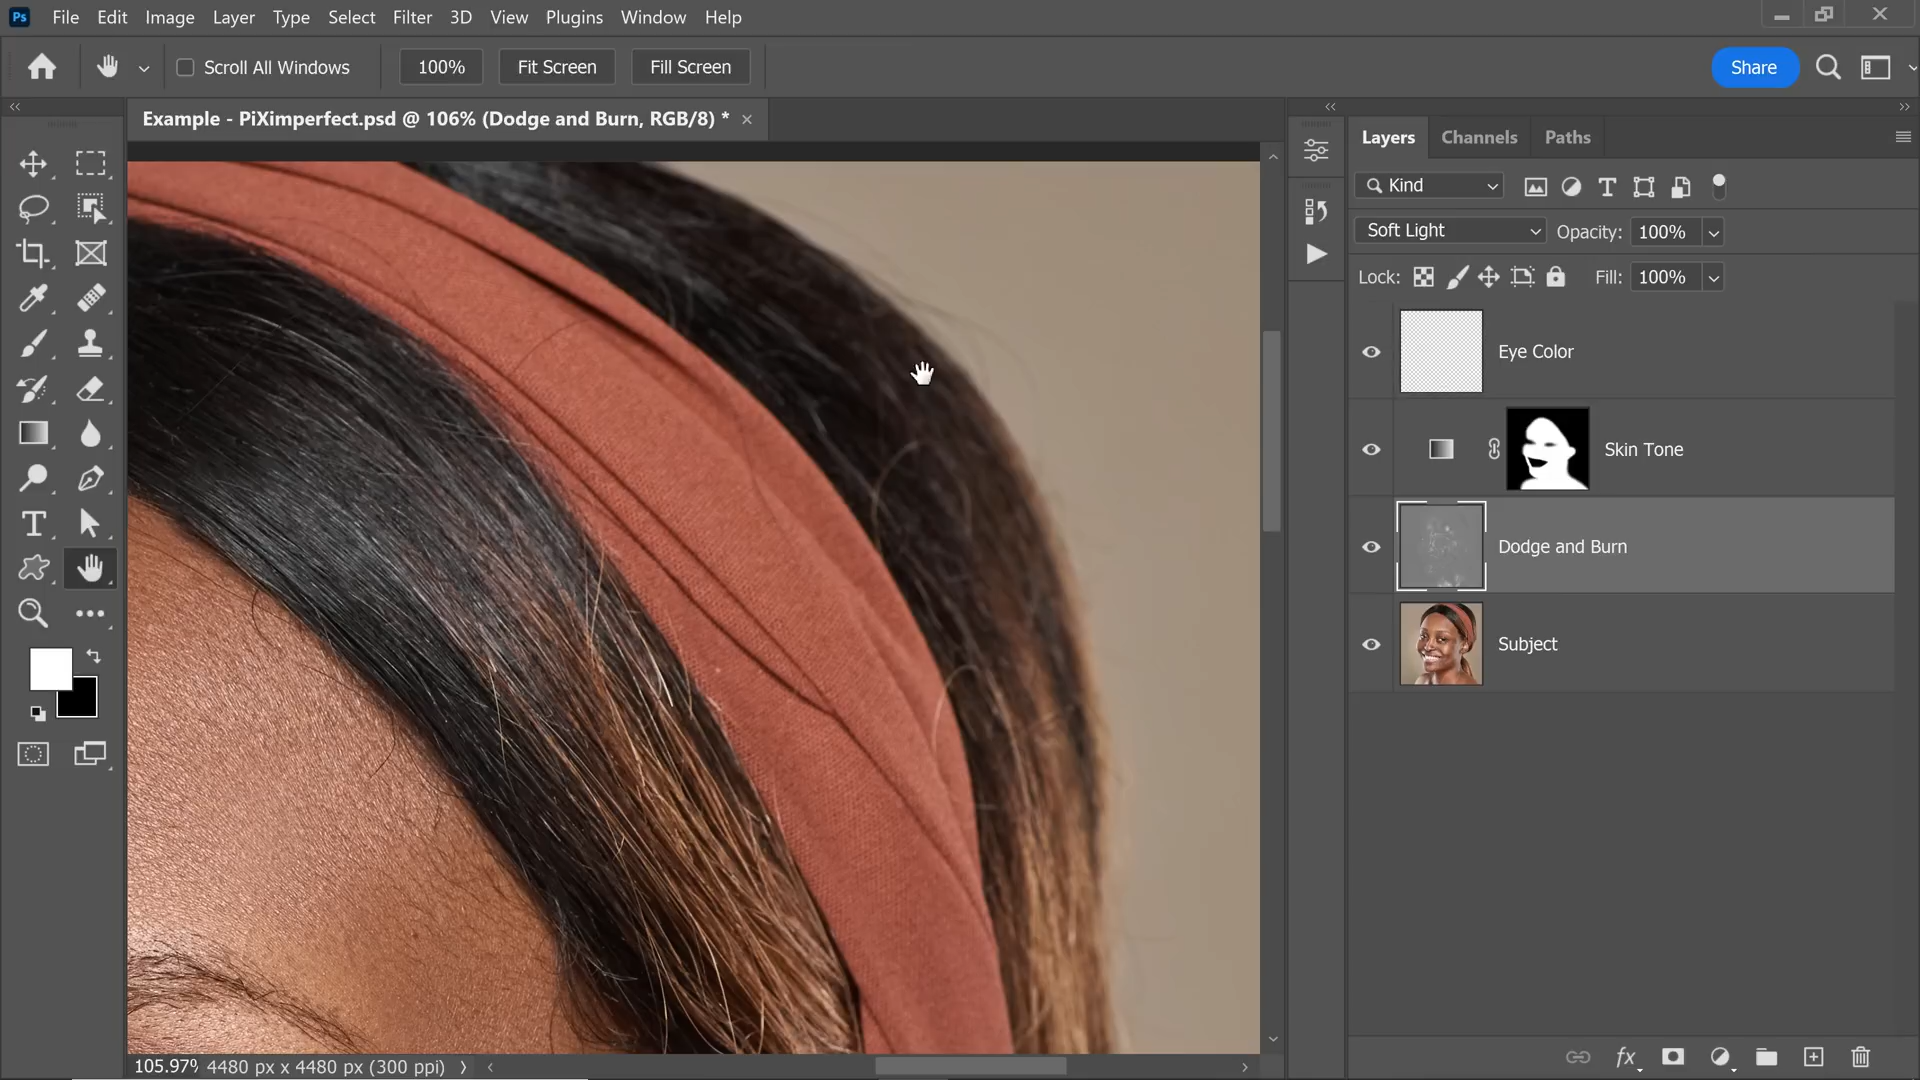 Ps File Edit Image Layer Type Select Filter 3D View Plugins Window Help
Scroll All Windows 100% Fit Screen Fill Screen Share
Example - PiXimperfect.psd @ 106% (Dodge and Burn, RGB/8) *
Layers Channels Paths
Kind
Soft Light Opacity: 100%
Lock: Fill: 100%
Eye Color
Skin Tone
Dodge and Burn
Subject
105.97% 4480 px x 4480 px (300 ppi)
fx